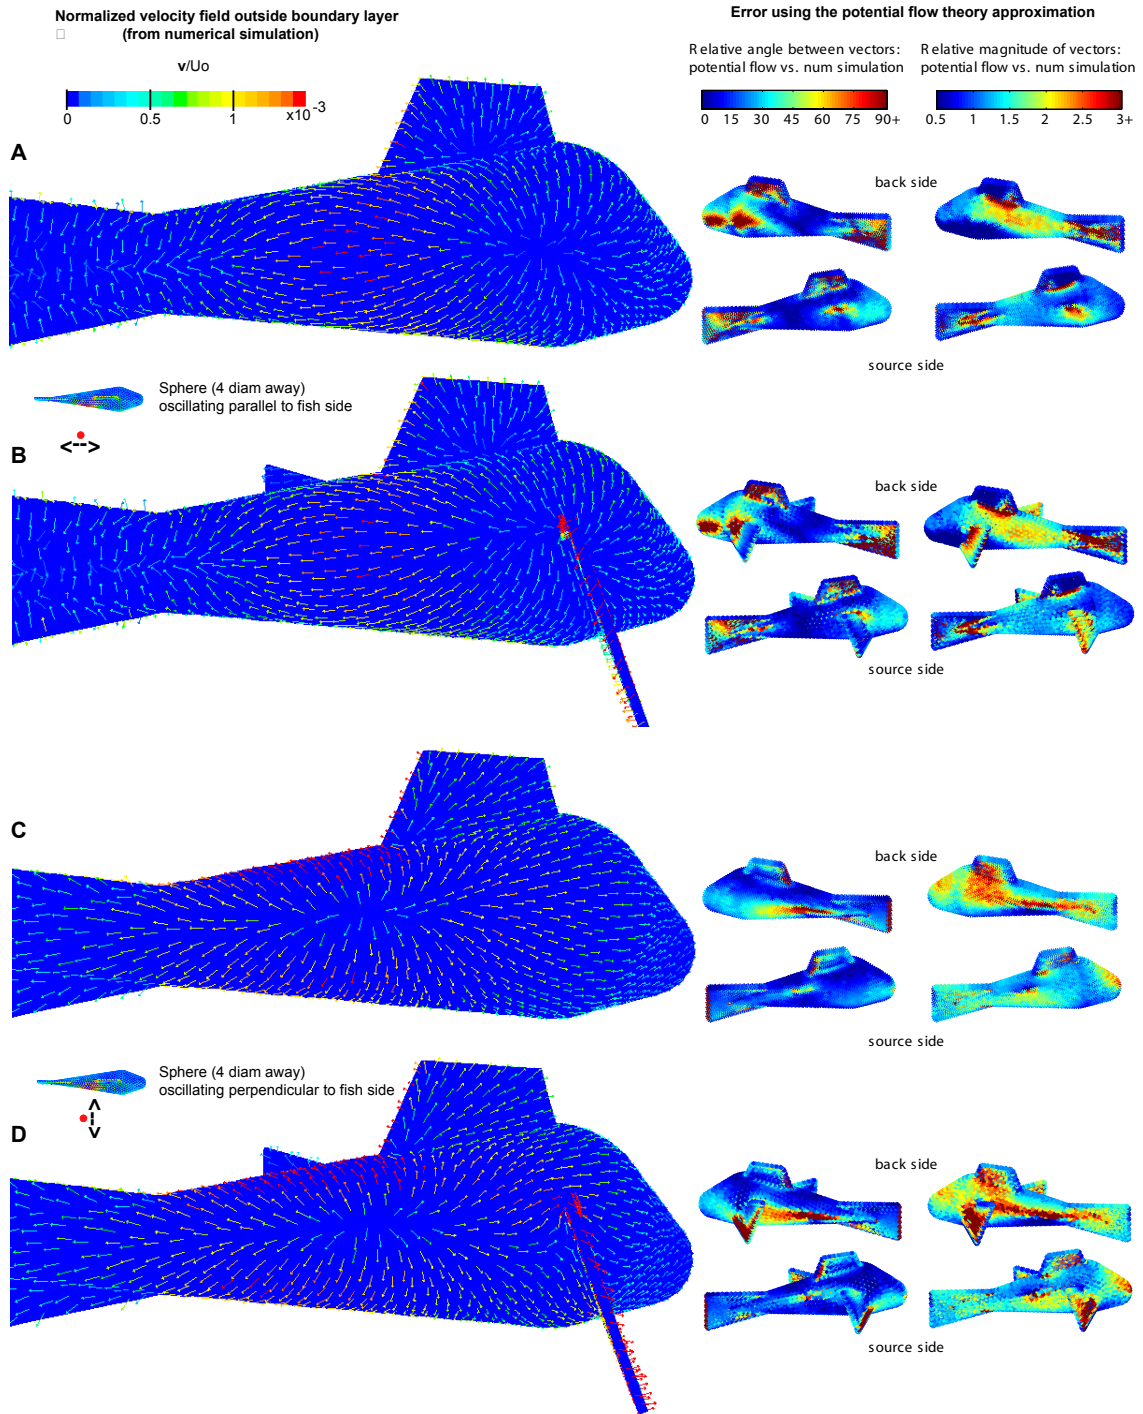 Normalized velocity field outside boundary layer
(from numerical simulation)
v/Uo
0 0.5 1 x10 -3
Error using the potential flow theory approximation
Relative angle between vectors:
potential flow vs. num simulation
0 15 30 45 60 75 90+
Relative magnitude of vectors:
potential flow vs. num simulation
0.5 1 1.5 2 2.5 3+
A
back side
source side
Sphere (4 diam away)
oscillating parallel to fish side
<-->
B
back side
source side
C
back side
source side
Sphere (4 diam away)
oscillating perpendicular to fish side
<-->
D
back side
source side